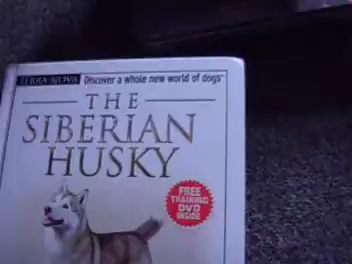 TERRA-NOVA Discover a whole new world of dogs
THE
SIBERIAN
HUSKY
FREE
TRAINING
DVD
INSIDE